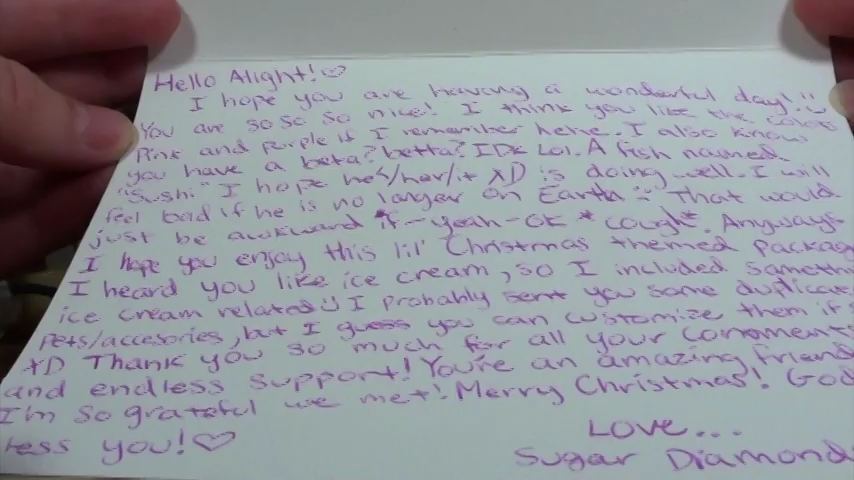 Hello Alight!♡
I hope you are having a wonderful day!
You are so so so nice! I think you like the color
Pink and purple if I remember here. I also know
you have a beta? betta? IDK LOL. A fish named
"Sushi." I hope he's/her/it XD is doing well. I will
feel bad if he is no longer on Earth That would
just be awkward -yeah-OK *cough*. Anyways
I hope you enjoy this lil' Christmas themed packag
I heard you like ice cream, so I included somethi
ice cream related I probably sent you some duplicat
Pets/accesories, but I guess you can customize them if
XD Thank you so much for all your comments
and endless support! You're an amazing friend
I'm so grateful we met! Merry Christmas! God
less you!♡
Love...
Sugar Diamond